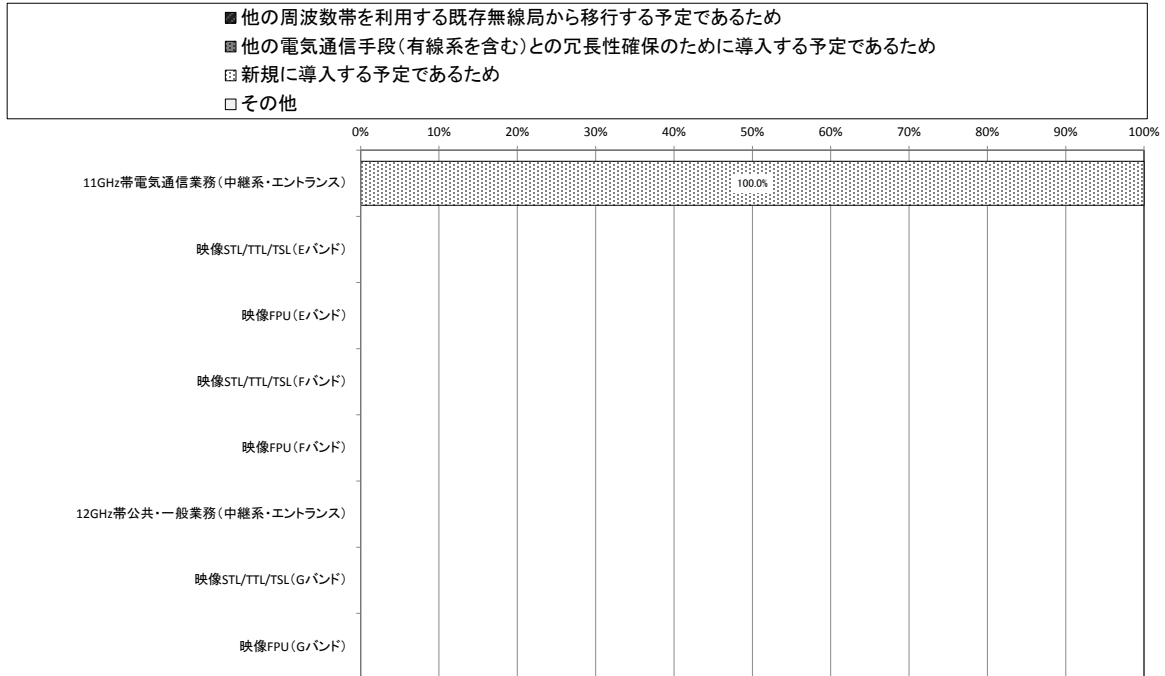 ■他の周波数帯を利用する既存無線局から移行する予定であるため
■他の電気通信手段(有線系を含む)との冗長性確保のために導入する予定であるため
□新規に導入する予定であるため
□その他
0% 10% 20% 30% 40% 50% 60% 70% 80% 90% 100%
11GHz帯電気通信業務(中継系・エントランス)
100.0%
映像STL/TTL/TSL(Eバンド)
映像FPU(Eバンド)
映像STL/TTL/TSL(Fバンド)
映像FPU(Fバンド)
12GHz帯公共・一般業務(中継系・エントランス)
映像STL/TTL/TSL(Gバンド)
映像FPU(Gバンド)